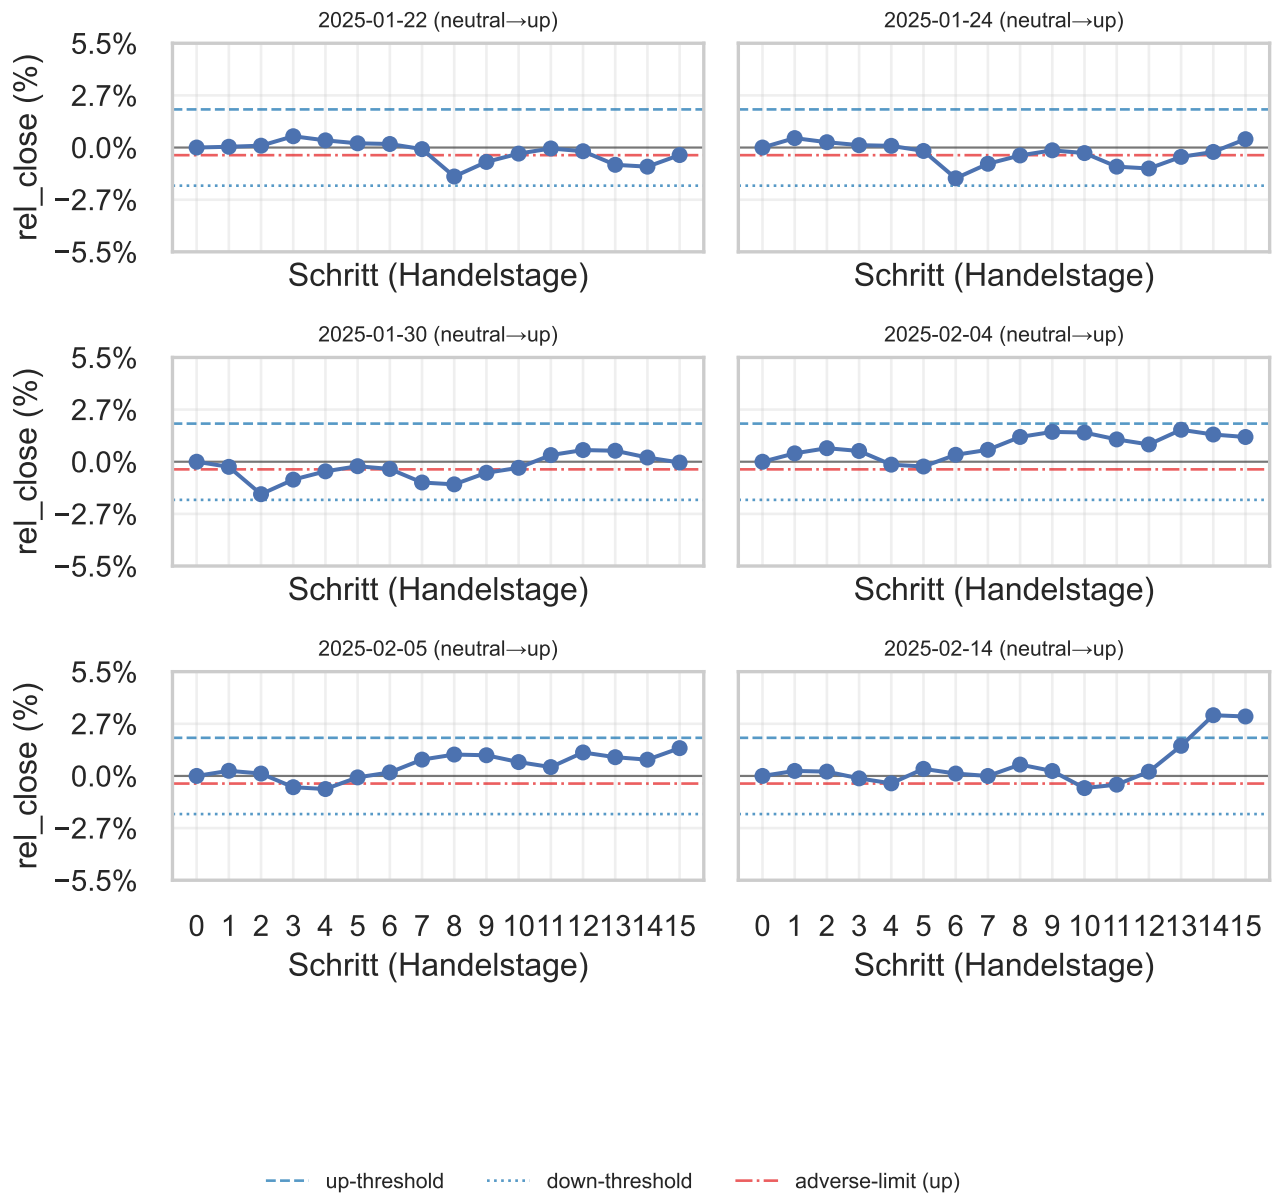 2025-01-22 (neutral→up)
2025-01-24 (neutral→up)
rel_close (%)
5.5%
2.7%
0.0%
−2.7%
−5.5%
Schritt (Handelstage)
Schritt (Handelstage)
2025-01-30 (neutral→up)
2025-02-04 (neutral→up)
rel_close (%)
5.5%
2.7%
0.0%
−2.7%
−5.5%
Schritt (Handelstage)
Schritt (Handelstage)
2025-02-05 (neutral→up)
2025-02-14 (neutral→up)
rel_close (%)
5.5%
2.7%
0.0%
−2.7%
−5.5%
0 1 2 3 4 5 6 7 8 9 10 11 12 13 14 15
0 1 2 3 4 5 6 7 8 9 10 11 12 13 14 15
Schritt (Handelstage)
Schritt (Handelstage)
up-threshold
down-threshold
adverse-limit (up)